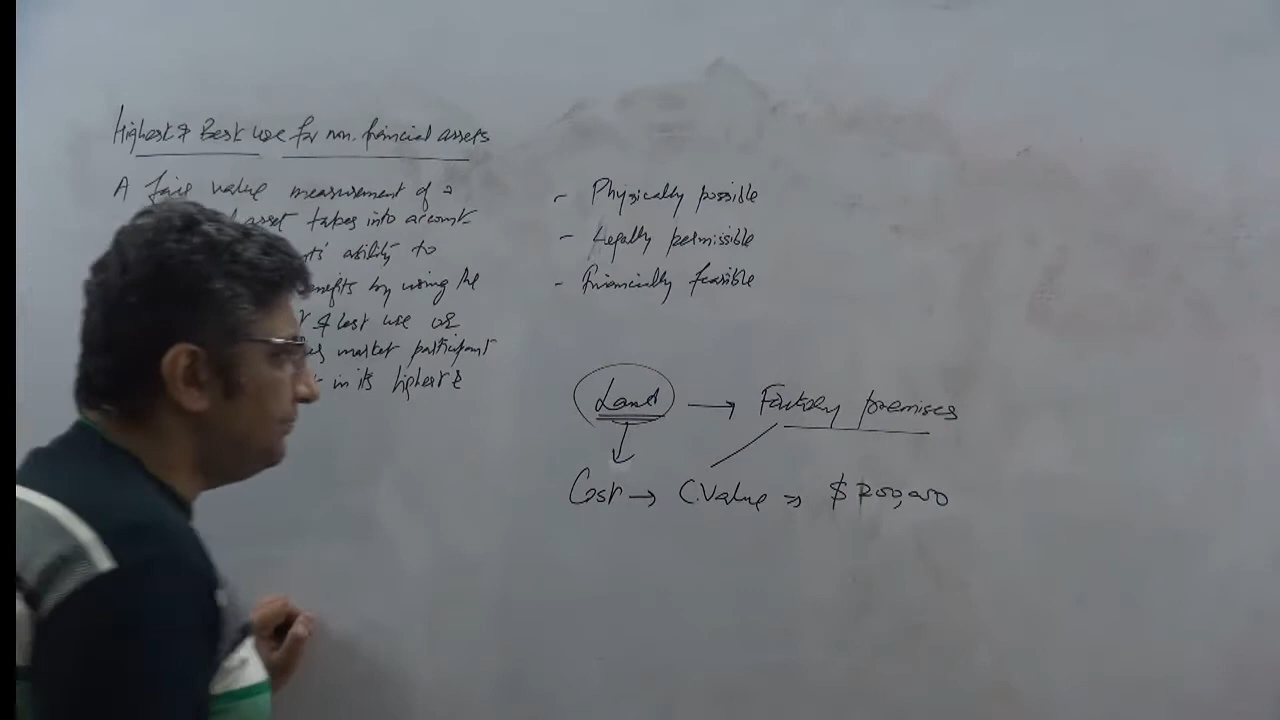 Highest & Best use for non. financial assets
A fair value measurement of a
asset takes into account
ability to
by using the
& best use or
market participant
in its highest &
- Physically possible
- Legally permissible
- Financially feasible
Land → Factory premises
Cost → C.Value ⇒ $200,000